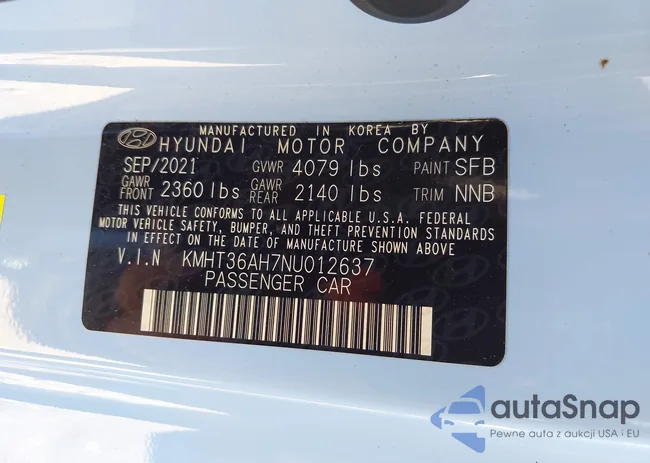 MANUFACTURED IN KOREA BY
HYUNDAI MOTOR COMPANY
SEP/2021 GVWR 4079 lbs PAINT SFB
GAWR FRONT 2360 lbs GAWR REAR 2140 lbs TRIM NNB
THIS VEHICLE CONFORMS TO ALL APPLICABLE U.S.A. FEDERAL
MOTOR VEHICLE SAFETY, BUMPER, AND THEFT PREVENTION STANDARDS
IN EFFECT ON THE DATE OF MANUFACTURE SHOWN ABOVE
V.I.N KMHT36AH7NU012637
PASSENGER CAR
autaSnap
Pewne auta z aukcji USA i EU